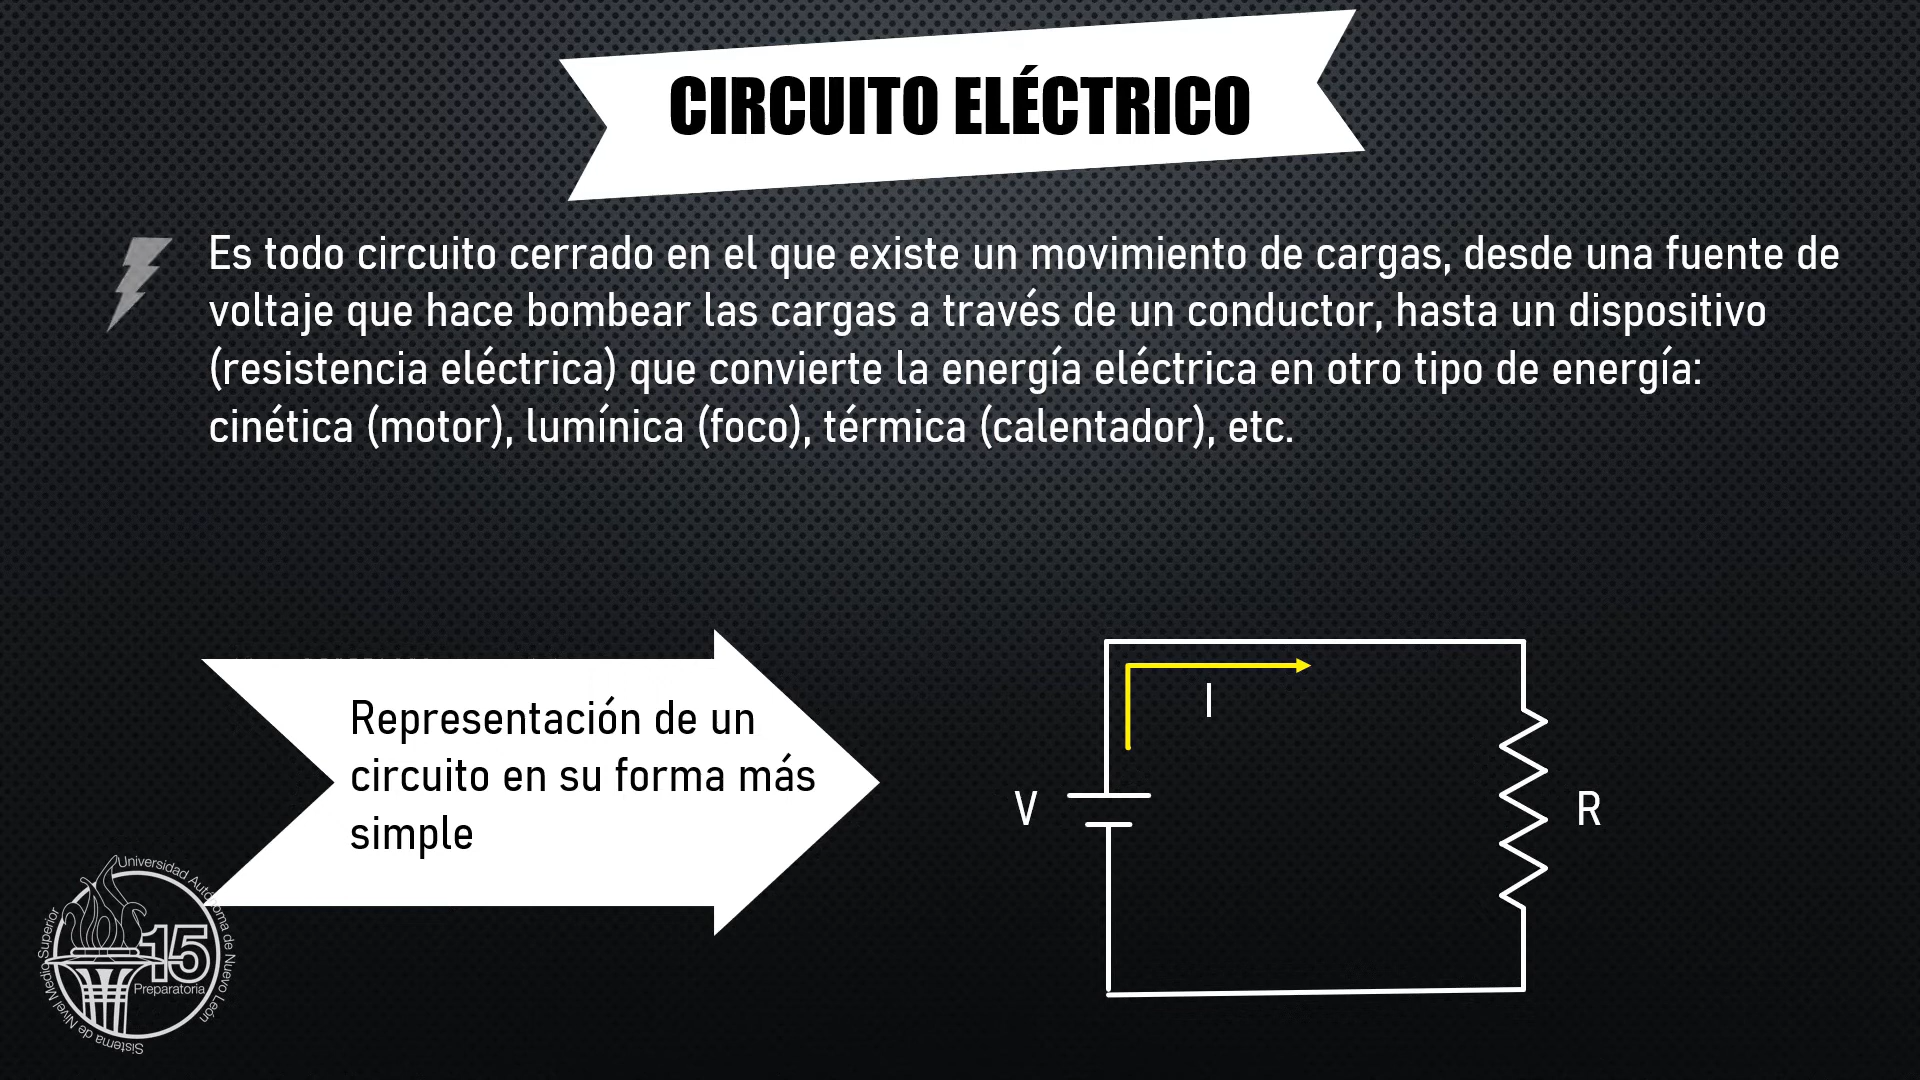 CIRCUITO ELÉCTRICO
Es todo circuito cerrado en el que existe un movimiento de cargas, desde una fuente de
voltaje que hace bombear las cargas a través de un conductor, hasta un dispositivo
(resistencia eléctrica) que convierte la energía eléctrica en otro tipo de energía:
cinética (motor), lumínica (foco), térmica (calentador), etc.
Representación de un
circuito en su forma más
simple
I
V
R
Universidad Autónoma de Nuevo León
15
Preparatoria
Sistema de Nivel Medio Superior